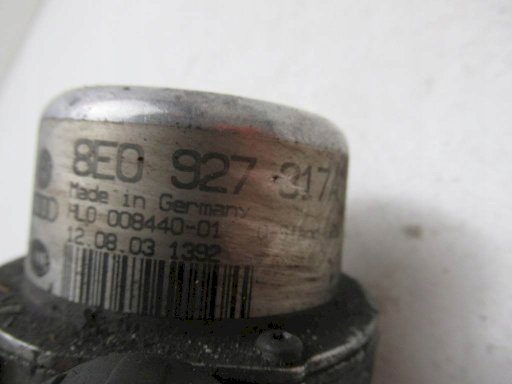 8E0 927 317
Made in Germany
HL0 008440-01
12.08.03 1392